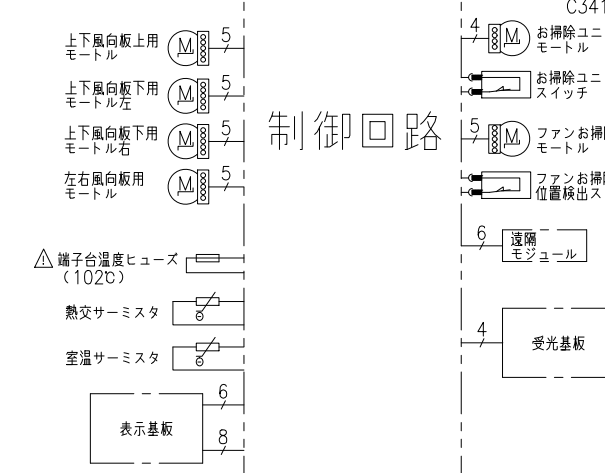 C341
上下風向板上用
モートル
M
5
上下風向板下用
モートル左
M
5
上下風向板下用
モートル右
M
5
左右風向板用
モートル
M
5
端子台温度ヒューズ
（102℃）
熱交サーミスタ
θ
室温サーミスタ
θ
表示基板
6
8
制御回路
4
M
お掃除ユニ
モートル
お掃除ユニ
スイッチ
5
M
ファンお掃除
モートル
ファンお掃除
位置検出ス
6
遠隔
モジュール
4
受光基板